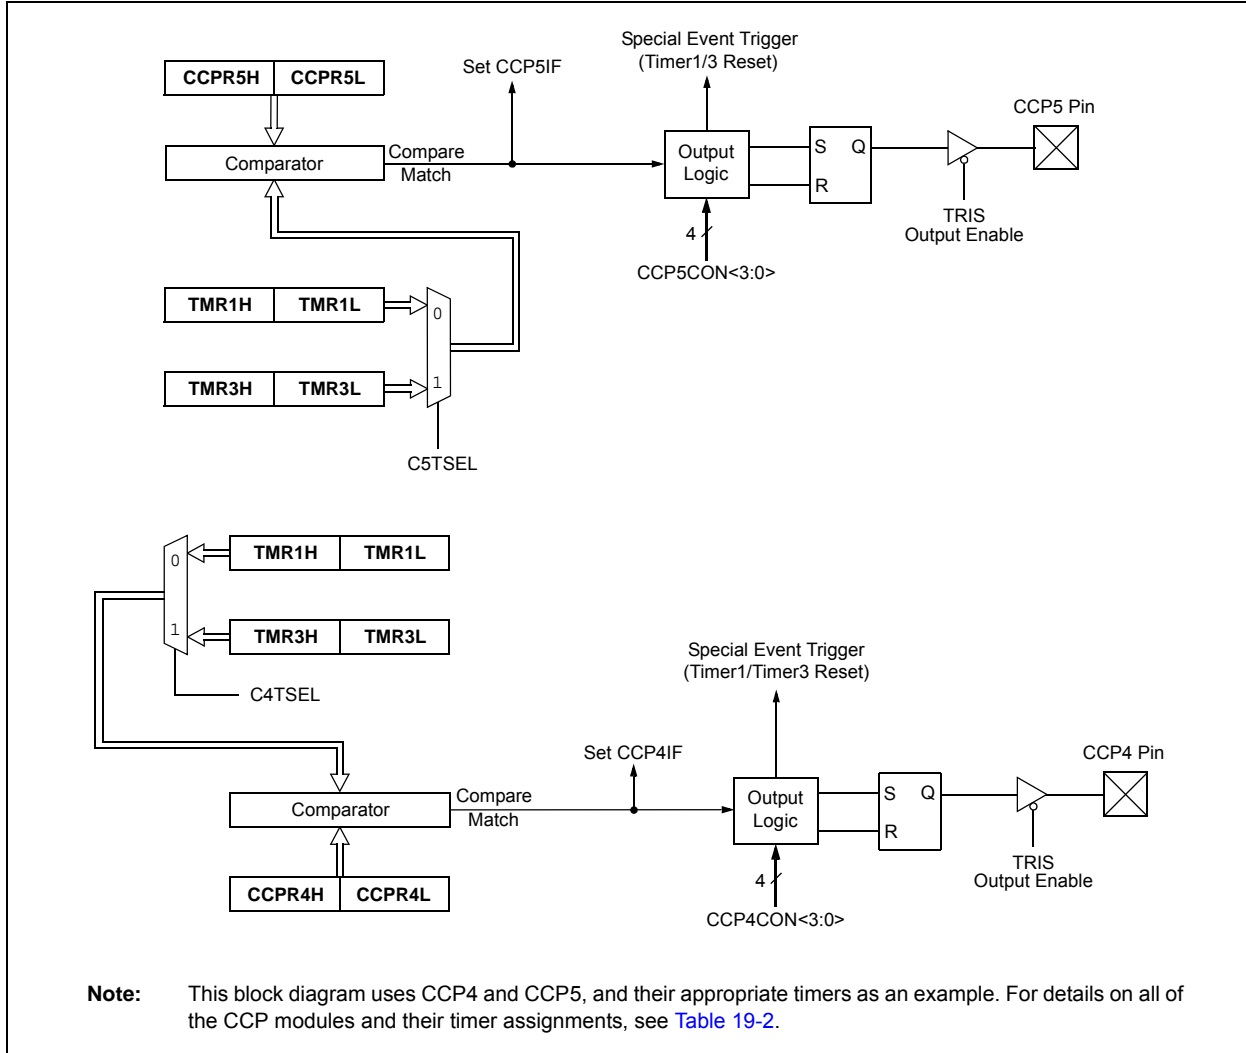 Special Event Trigger
(Timer1/3 Reset)
Set CCP5IF
CCPR5H CCPR5L
CCP5 Pin
Comparator
Compare
Match
Output
Logic
S Q
R
TRIS
Output Enable
4
CCP5CON<3:0>
TMR1H TMR1L
0
TMR3H TMR3L
1
C5TSEL
0
TMR1H TMR1L
1
TMR3H TMR3L
C4TSEL
Special Event Trigger
(Timer1/Timer3 Reset)
Set CCP4IF
CCP4 Pin
Comparator
Compare
Match
Output
Logic
S Q
R
TRIS
Output Enable
4
CCPR4H CCPR4L
CCP4CON<3:0>
Note: This block diagram uses CCP4 and CCP5, and their appropriate timers as an example. For details on all of
the CCP modules and their timer assignments, see Table 19-2.